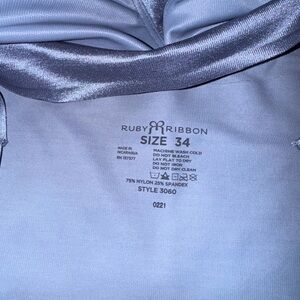 RUBY RIBBON
SIZE 34
MADE IN
NICARAGUA
RN 137977
MACHINE WASH COLD
DO NOT BLEACH
LAY FLAT TO DRY
DO NOT IRON
DO NOT DRY CLEAN
75% NYLON 25% SPANDEX
STYLE 3060
0221